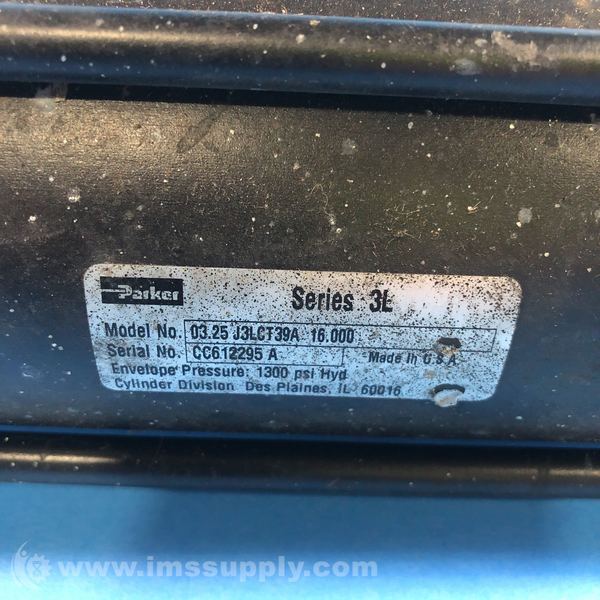 Parker
Series 3L
Model No. 03.25 J3LCT39A 16.000
Serial No. CC612295 A Made In U S A
Envelope Pressure: 1300 psi Hyd
Cylinder Division Des Plaines, IL 60016
www.imssupply.com